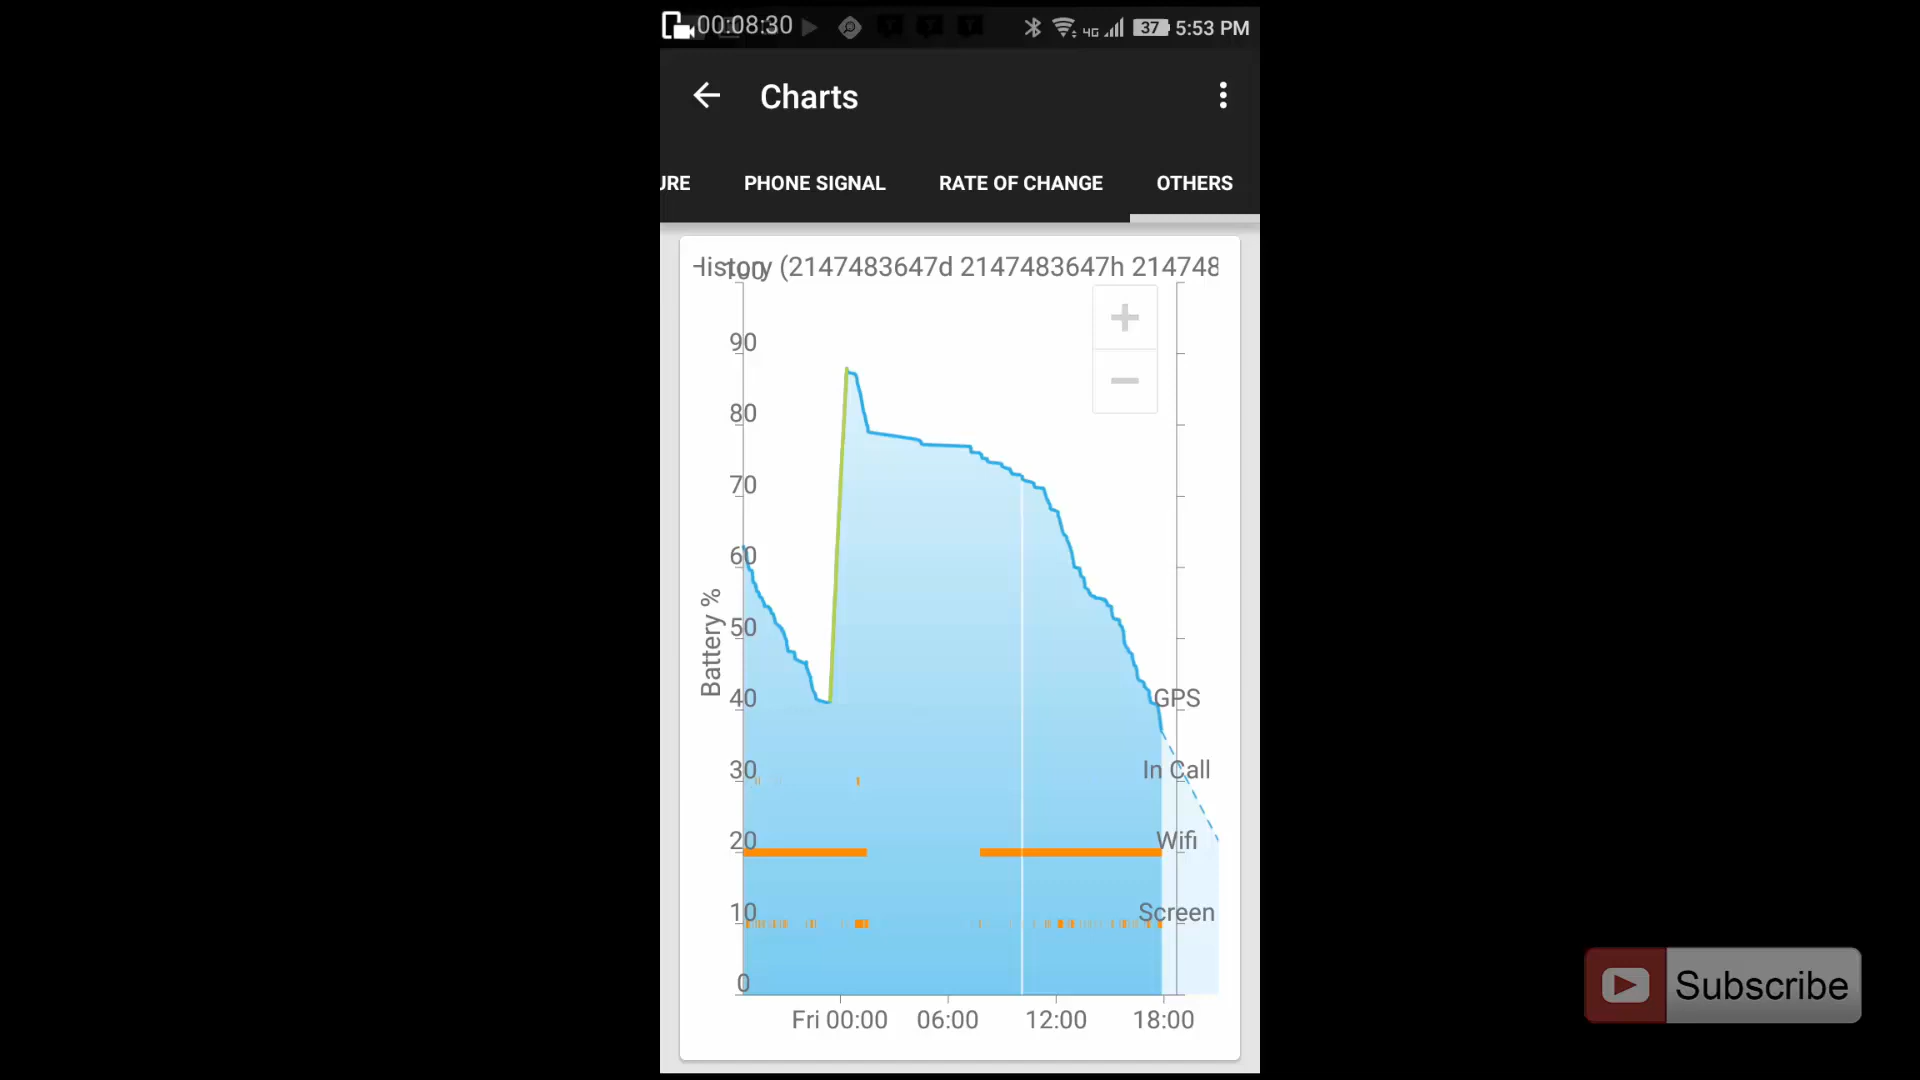 00:08:30 4G 37 5:53 PM
Charts
URE PHONE SIGNAL RATE OF CHANGE OTHERS
History (2147483647d 2147483647h 214748
100
90
80
70
60
50
40
30
20
10
0
Battery %
GPS
In Call
Wifi
Screen
Fri 00:00 06:00 12:00 18:00
Subscribe